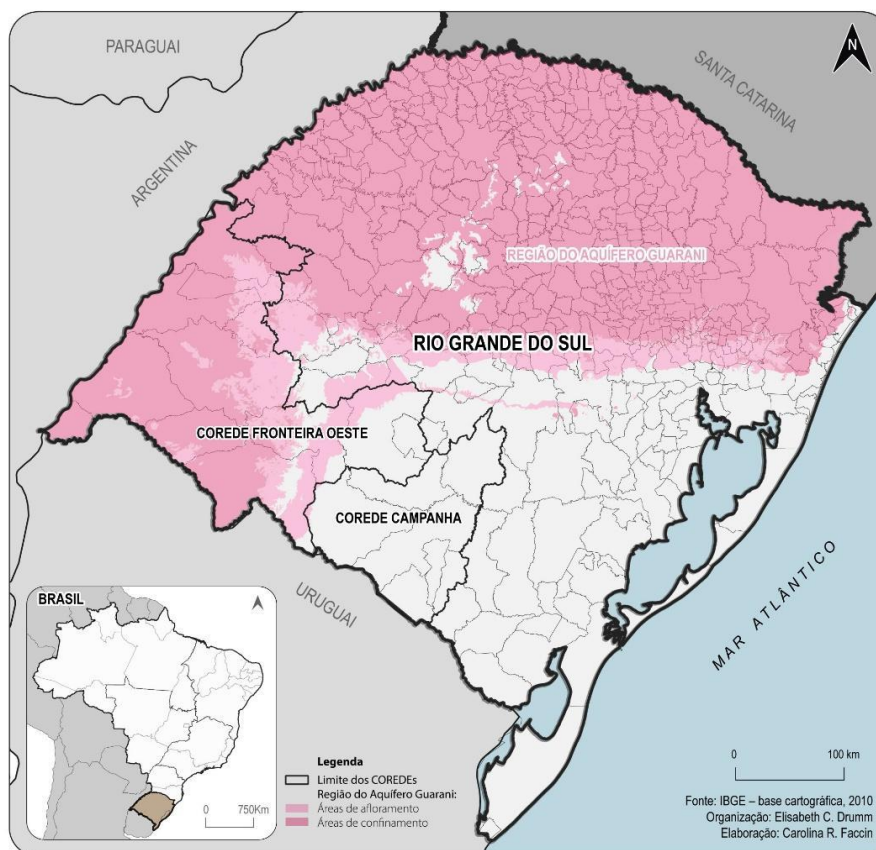 PARAGUAI
SANTA CATARINA
N
ARGENTINA
REGIÃO DO AQUÍFERO GUARANI
RIO GRANDE DO SUL
COREDE FRONTEIRA OESTE
COREDE CAMPANHA
URUGUAI
MAR ATLÂNTICO
BRASIL
0 750Km
Legenda
Limite dos COREDEs
Região do Aquífero Guarani:
Áreas de afloramento
Áreas de confinamento
0 100 km
Fonte: IBGE – base cartográfica, 2010
Organização: Elisabeth C. Drumm
Elaboração: Carolina R. Faccin